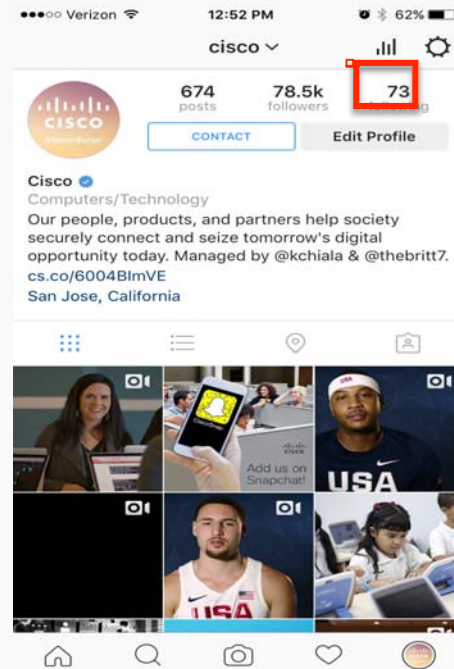 Verizon 12:52 PM 62%
cisco
674 78.5k 73
posts followers
CISCO
CONTACT Edit Profile
Cisco
Computers/Technology
Our people, products, and partners help society
securely connect and seize tomorrow's digital
opportunity today. Managed by @kchiala & @thebritt7.
cs.co/6004BImVE
San Jose, California
CISCO
Add us on
Snapchat!
USA
USA